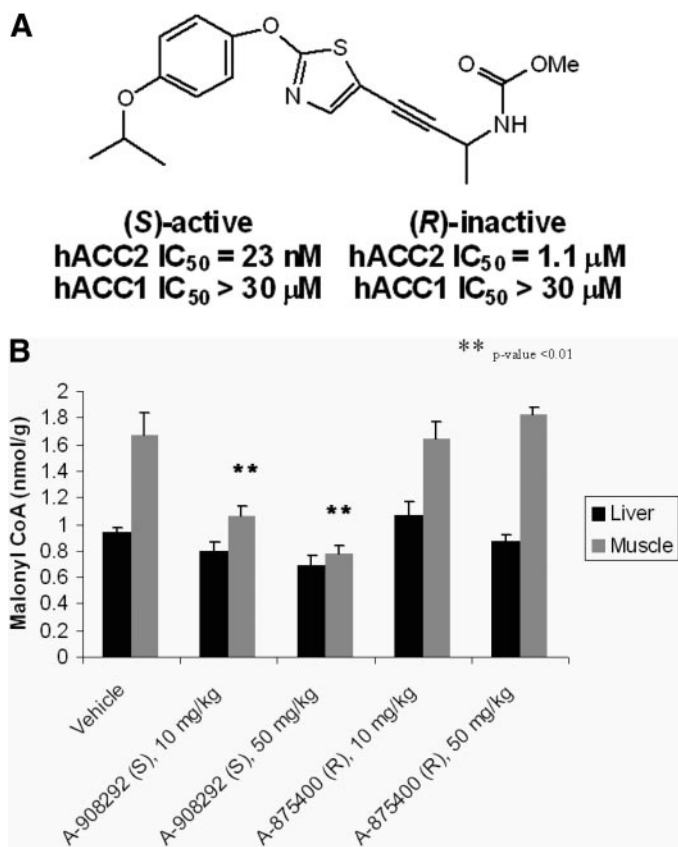 A
O
S
N
O
O
OMe
NH
(S)-active
hACC2 IC50 = 23 nM
hACC1 IC50 > 30 μM
(R)-inactive
hACC2 IC50 = 1.1 μM
hACC1 IC50 > 30 μM
B
** p-value <0.01
Malonyl CoA (nmol/g)
2
1.8
1.6
1.4
1.2
1
0.8
0.6
0.4
0.2
0
**
**
Liver
Muscle
Vehicle
A-908292 (S), 10 mg/kg
A-908292 (S), 50 mg/kg
A-875400 (R), 10 mg/kg
A-875400 (R), 50 mg/kg